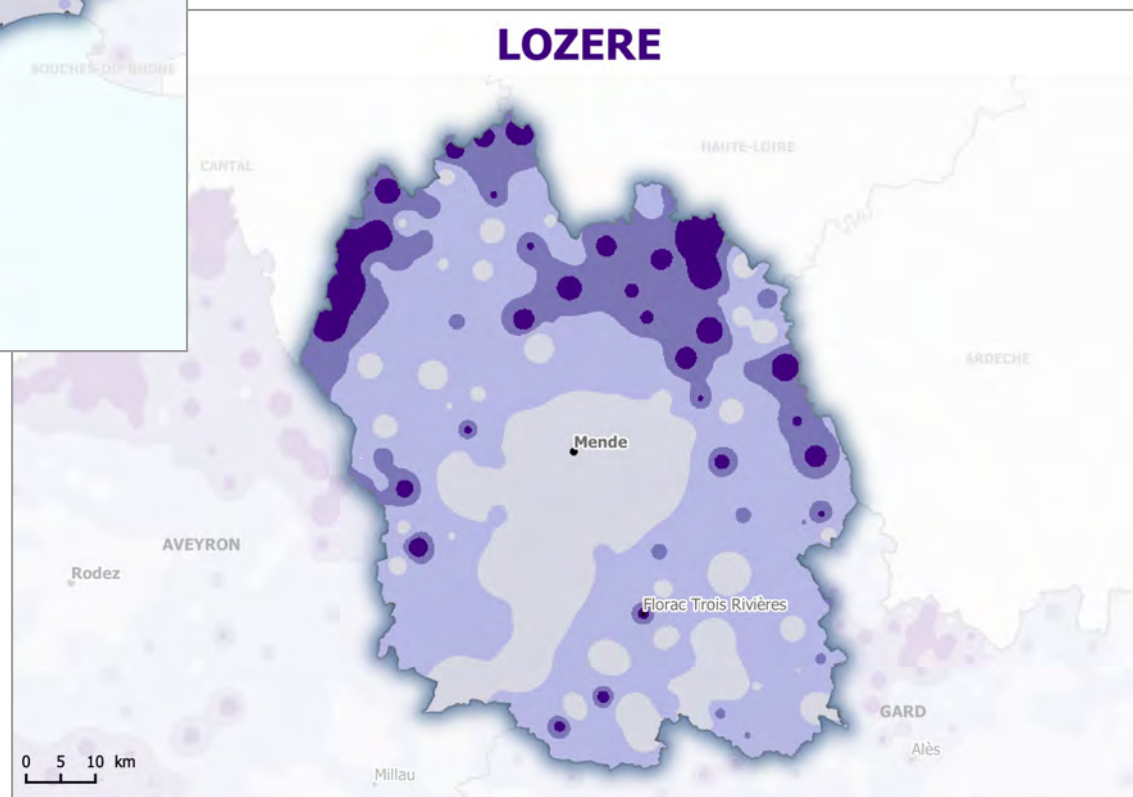 LOZERE
BOUCHES-DU-RHONE
HAUTE-LOIRE
CANTAL
ARDECHE
Mende
AVEYRON
Rodez
Florac Trois Rivières
GARD
Alès
0 5 10 km
Millau